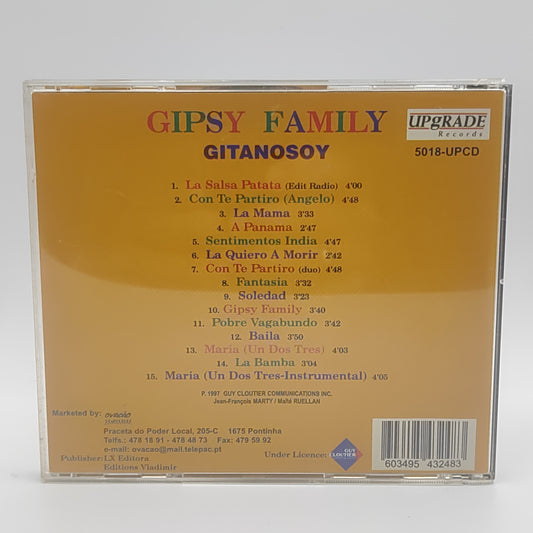 GIPSY FAMILY
GITANOSOY
UPgRADE
Records
5018-UPCD
1. La Salsa Patata (Edit Radio) 4'00
2. Con Te Partiro (Angelo) 4'48
3. La Mama 3'33
4. A Panama 2'47
5. Sentimentos India 4'47
6. La Quiero A Morir 2'42
7. Con Te Partiro (duo) 4'48
8. Fantasia 3'32
9. Soledad 3'23
10. Gipsy Family 3'40
11. Pobre Vagabundo 3'42
12. Baila 3'50
13. Maria (Un Dos Tres) 4'03
14. La Bamba 3'04
15. Maria (Un Dos Tres-Instrumental) 4'05
P. 1997 GUY CLOUTIER COMMUNICATIONS INC.
Jean-François MARTY / Maïté RUELLAN
Marketed by: ovação
Praceta do Poder Local, 205-C 1675 Pontinha
Telfs.: 478 18 91 - 478 48 73 Fax: 479 59 92
e-mail: ovacao@mail.telepac.pt
Publisher: LX Editora
Editions Vladimir
Under Licence: GUY CLOUTIER
603495 432483